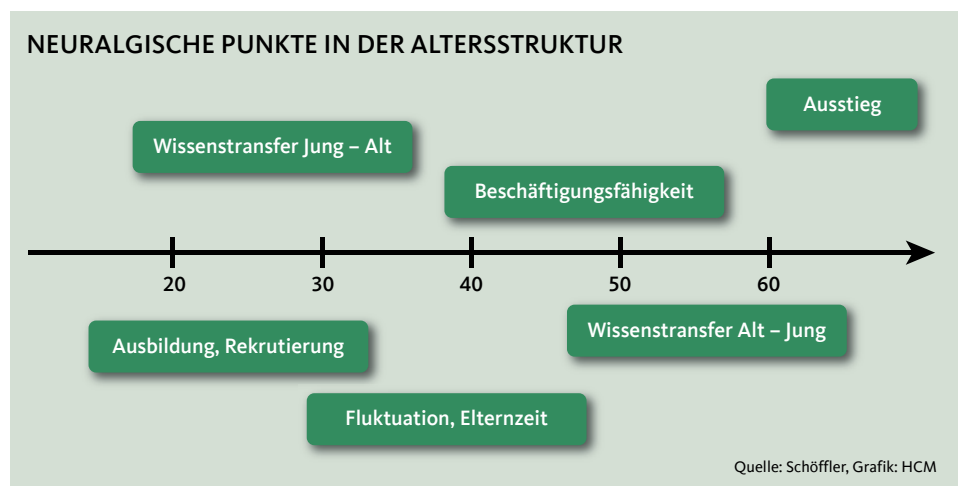 NEURALGISCHE PUNKTE IN DER ALTERSSTRUKTUR
Ausstieg
Wissenstransfer Jung – Alt
Beschäftigungsfähigkeit
20 30 40 50 60
Wissenstransfer Alt – Jung
Ausbildung, Rekrutierung
Fluktuation, Elternzeit
Quelle: Schöffler, Grafik: HCM